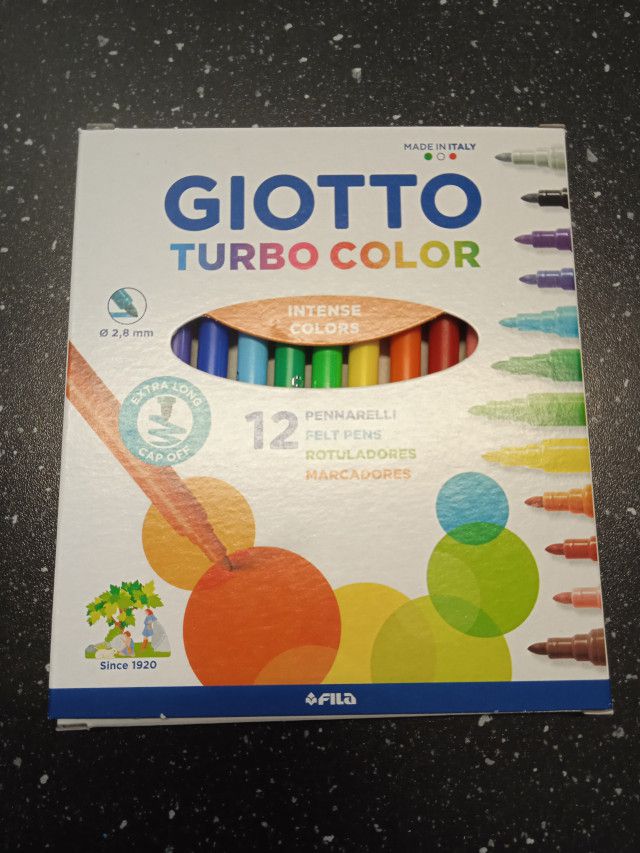 MADE IN ITALY
GIOTTO
TURBO COLOR
INTENSE
COLORS
Ø 2,8 mm
EXTRA LONG
CAP OFF
12
PENNARELLI
FELT PENS
ROTULADORES
MARCADORES
Since 1920
FILA